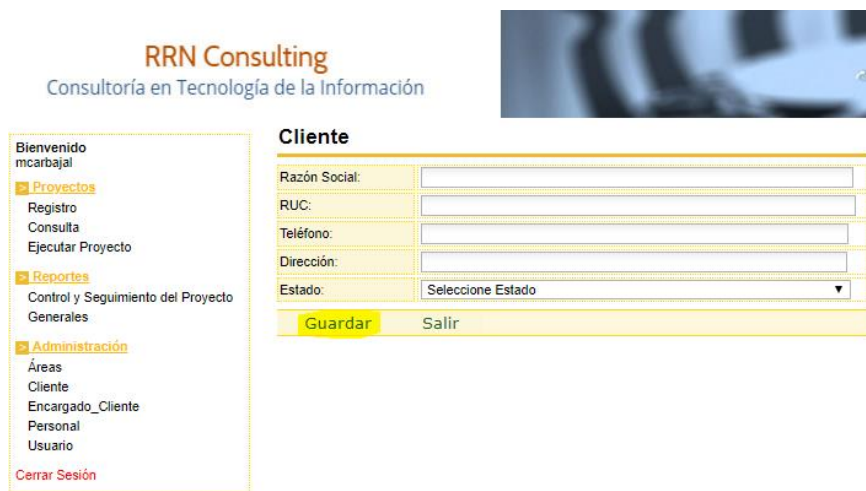 RRN Consulting
Consultoría en Tecnología de la Información
Bienvenido
mcarbajal
> Proyectos
Registro
Consulta
Ejecutar Proyecto
> Reportes
Control y Seguimiento del Proyecto
Generales
> Administración
Áreas
Cliente
Encargado_Cliente
Personal
Usuario
Cerrar Sesión
Cliente
Razón Social:
RUC:
Teléfono:
Dirección:
Estado: Seleccione Estado
Guardar Salir